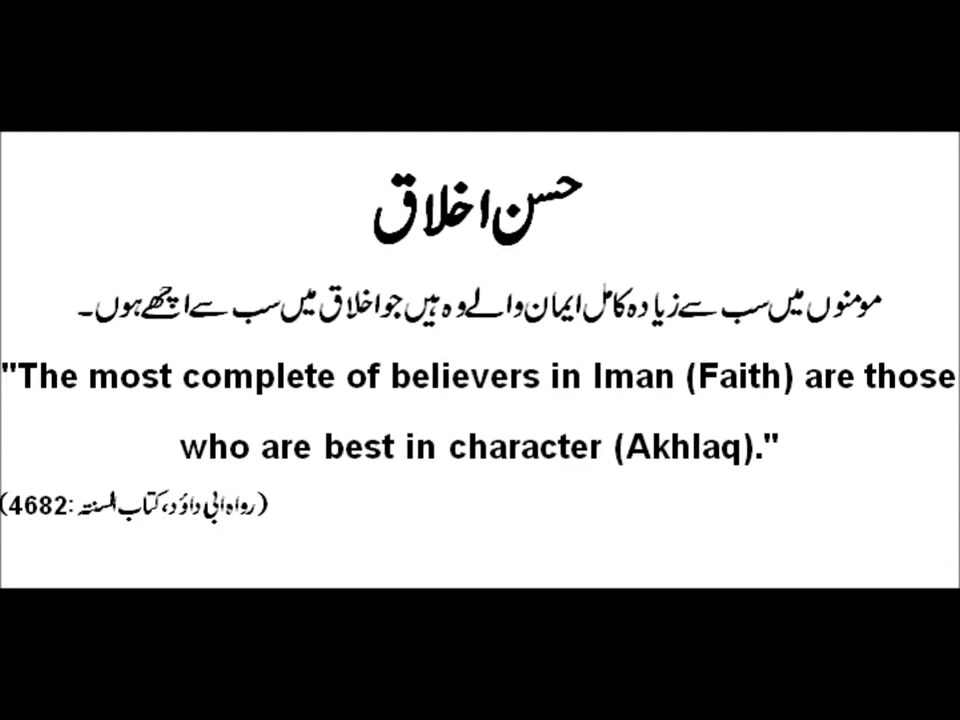 حسن اخلاق
مومنوں میں سب سے زیادہ کامل ایمان والے وہ ہیں جو اخلاق میں سب سے اچھے ہوں۔
"The most complete of believers in Iman (Faith) are those
who are best in character (Akhlaq)."
(رواہ ابی داؤد، کتاب السنتہ :4682)